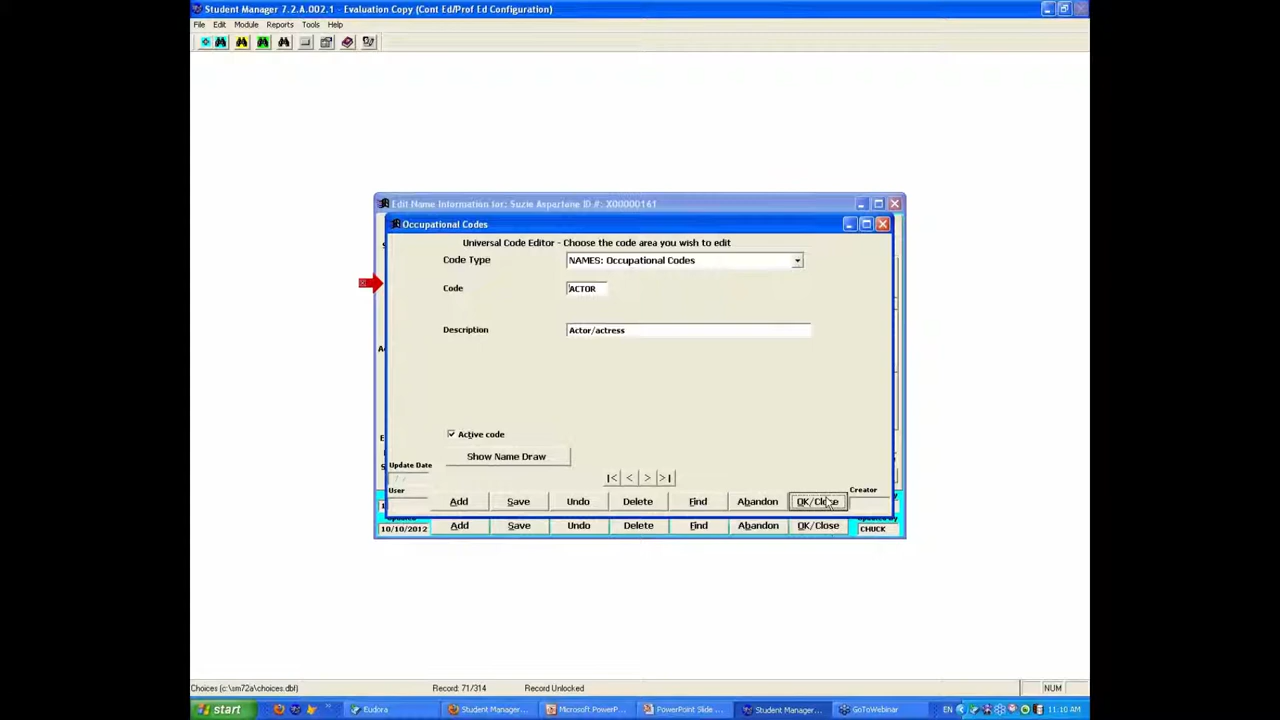 Student Manager 7.2.A.002.1 - Evaluation Copy (Cont Ed/Prof Ed Configuration)
File Edit Module Reports Tools Help
Edit Name Information for: Suzie Aspartane ID #: X00000161
Occupational Codes
Universal Code Editor - Choose the code area you wish to edit
Code Type NAMES: Occupational Codes
Code ACTOR
Description Actor/actress
Active code
Show Name Draw
Update Date
User
Creator
|< < > >|
Add Save Undo Delete Find Abandon OK/Close
Add Save Undo Delete Find Abandon OK/Close
10/10/2012
CHUCK
Choices (c:\sm72a\choices.dbf) Record: 71/314 Record Unlocked NUM
start Eudora Student Manager... Microsoft PowerP... PowerPoint Slide ... Student Manager... GoToWebinar EN 11:10 AM